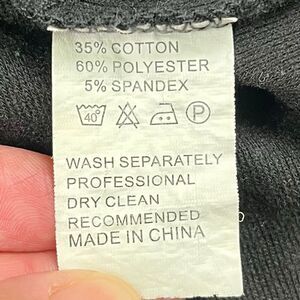 35% COTTON
60% POLYESTER
5% SPANDEX
40° P
WASH SEPARATELY
PROFESSIONAL
DRY CLEAN
RECOMMENDED
MADE IN CHINA